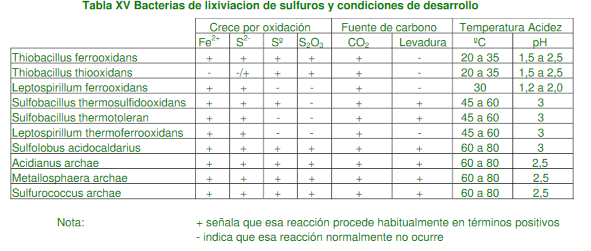 Tabla XV Bacterias de lixiviacion de sulfuros y condiciones de desarrollo
Crece por oxidación Fuente de carbono Temperatura Acidez
Fe2+ S2- Sº S2O3 CO2 Levadura ºC pH
Thiobacillus ferrooxidans + + + + + - 20 a 35 1,5 a 2,5
Thiobacillus thiooxidans - -/+ + + + - 20 a 35 1,5 a 2,5
Leptospirillum ferrooxidans + + - - + - 30 1,2 a 2,0
Sulfobacillus thermosulfidooxidans + + + - + + 45 a 60 3
Sulfobacillus thermotoleran + + - - + + 45 a 60 3
Leptospirillum thermoferrooxidans + + - - + - 45 a 60 3
Sulfolobus acidocaldarius + + + + + + 60 a 80 3
Acidianus archae + + + + + + 60 a 80 2,5
Metallosphaera archae + + + + + + 60 a 80 2,5
Sulfurococcus archae + + + + + + 60 a 80 2,5
Nota: + señala que esa reacción procede habitualmente en términos positivos
- indica que esa reacción normalmente no ocurre